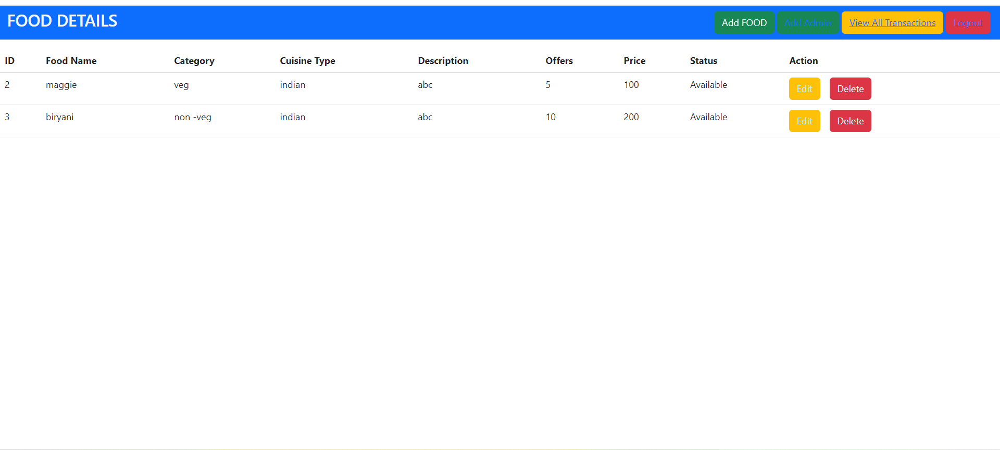 FOOD DETAILS Add FOOD Add Admin View All Transactions Logout
ID Food Name Category Cuisine Type Description Offers Price Status Action
2 maggie veg indian abc 5 100 Available Edit Delete
3 biryani non -veg indian abc 10 200 Available Edit Delete